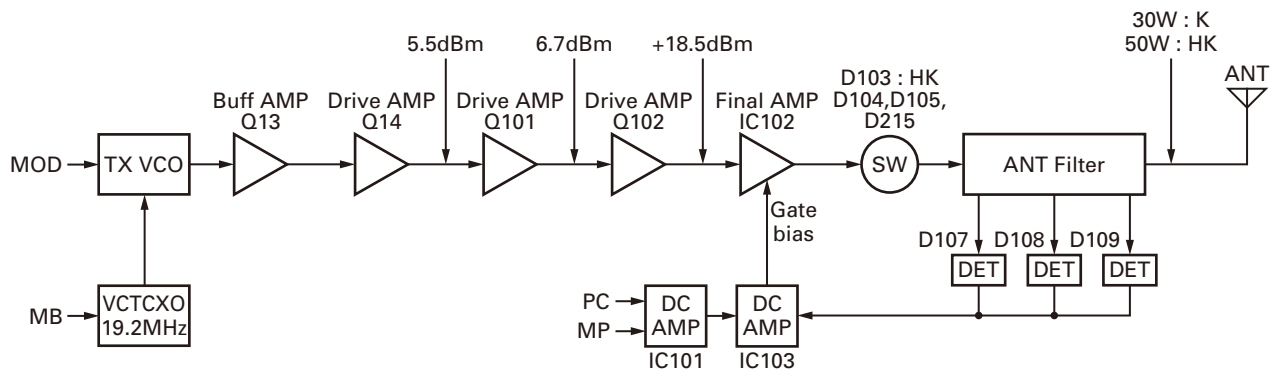 30W : K
50W : HK
ANT
5.5dBm
6.7dBm
+18.5dBm
D103 : HK
D104,D105,
D215
Buff AMP
Q13
Drive AMP
Q14
Drive AMP
Q101
Drive AMP
Q102
Final AMP
IC102
MOD
TX VCO
SW
ANT Filter
Gate
bias
D107
D108
D109
DET
DET
DET
MB
VCTCXO
19.2MHz
PC
MP
DC
AMP
IC101
DC
AMP
IC103